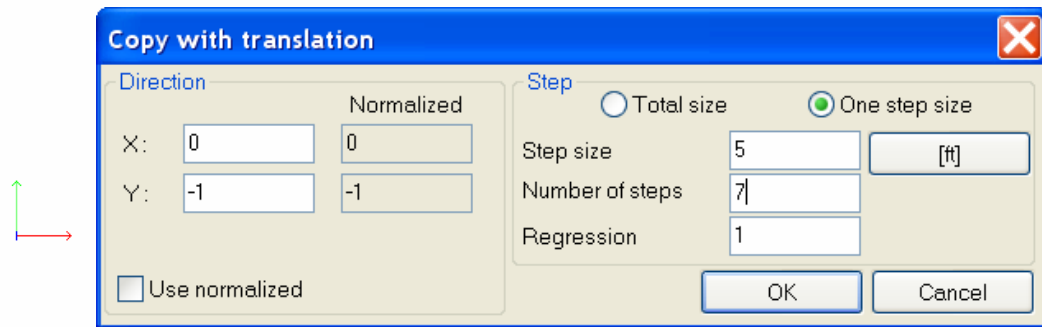 Copy with translation
Direction
Normalized
X: 0 0
Y: -1 -1
Use normalized
Step
Total size One step size
Step size 5 [ft]
Number of steps 7
Regression 1
OK Cancel